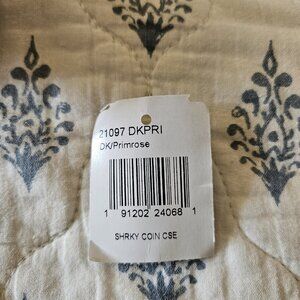 21097 DKPRI
DK/Primrose
1 91202 24068 1
SHRKY COIN CSE